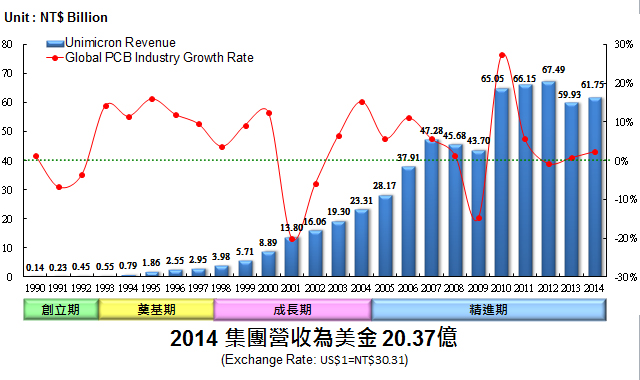 Unit : NT$ Billion
Unimicron Revenue
Global PCB Industry Growth Rate
80 70 60 50 40 30 20 10 0
30% 20% 10% 0% -10% -20% -30%
0.14 0.23 0.45 0.55 0.79 1.86 2.55 2.95 3.98 5.71 8.89 13.80 16.06 19.30 23.31 28.17 37.91 47.28 45.68 43.70 65.05 66.15 67.49 59.93 61.75
1990 1991 1992 1993 1994 1995 1996 1997 1998 1999 2000 2001 2002 2003 2004 2005 2006 2007 2008 2009 2010 2011 2012 2013 2014
創立期 奠基期 成長期 精進期
2014 集團營收為美金 20.37億
(Exchange Rate: US$1=NT$30.31)